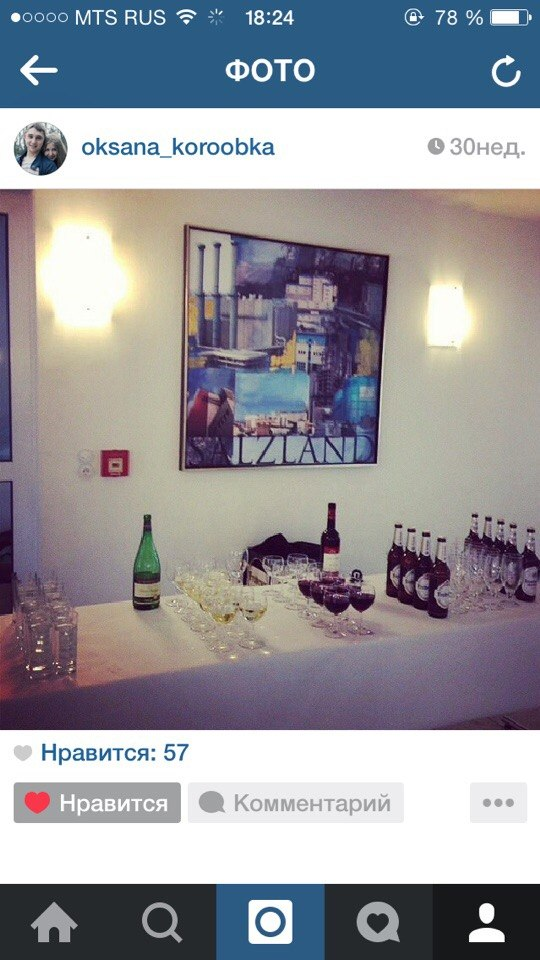 MTS RUS 18:24 78 %
ФОТО
oksana_koroobka 30нед.
SALZLAND
Нравится: 57
Нравится Комментарий